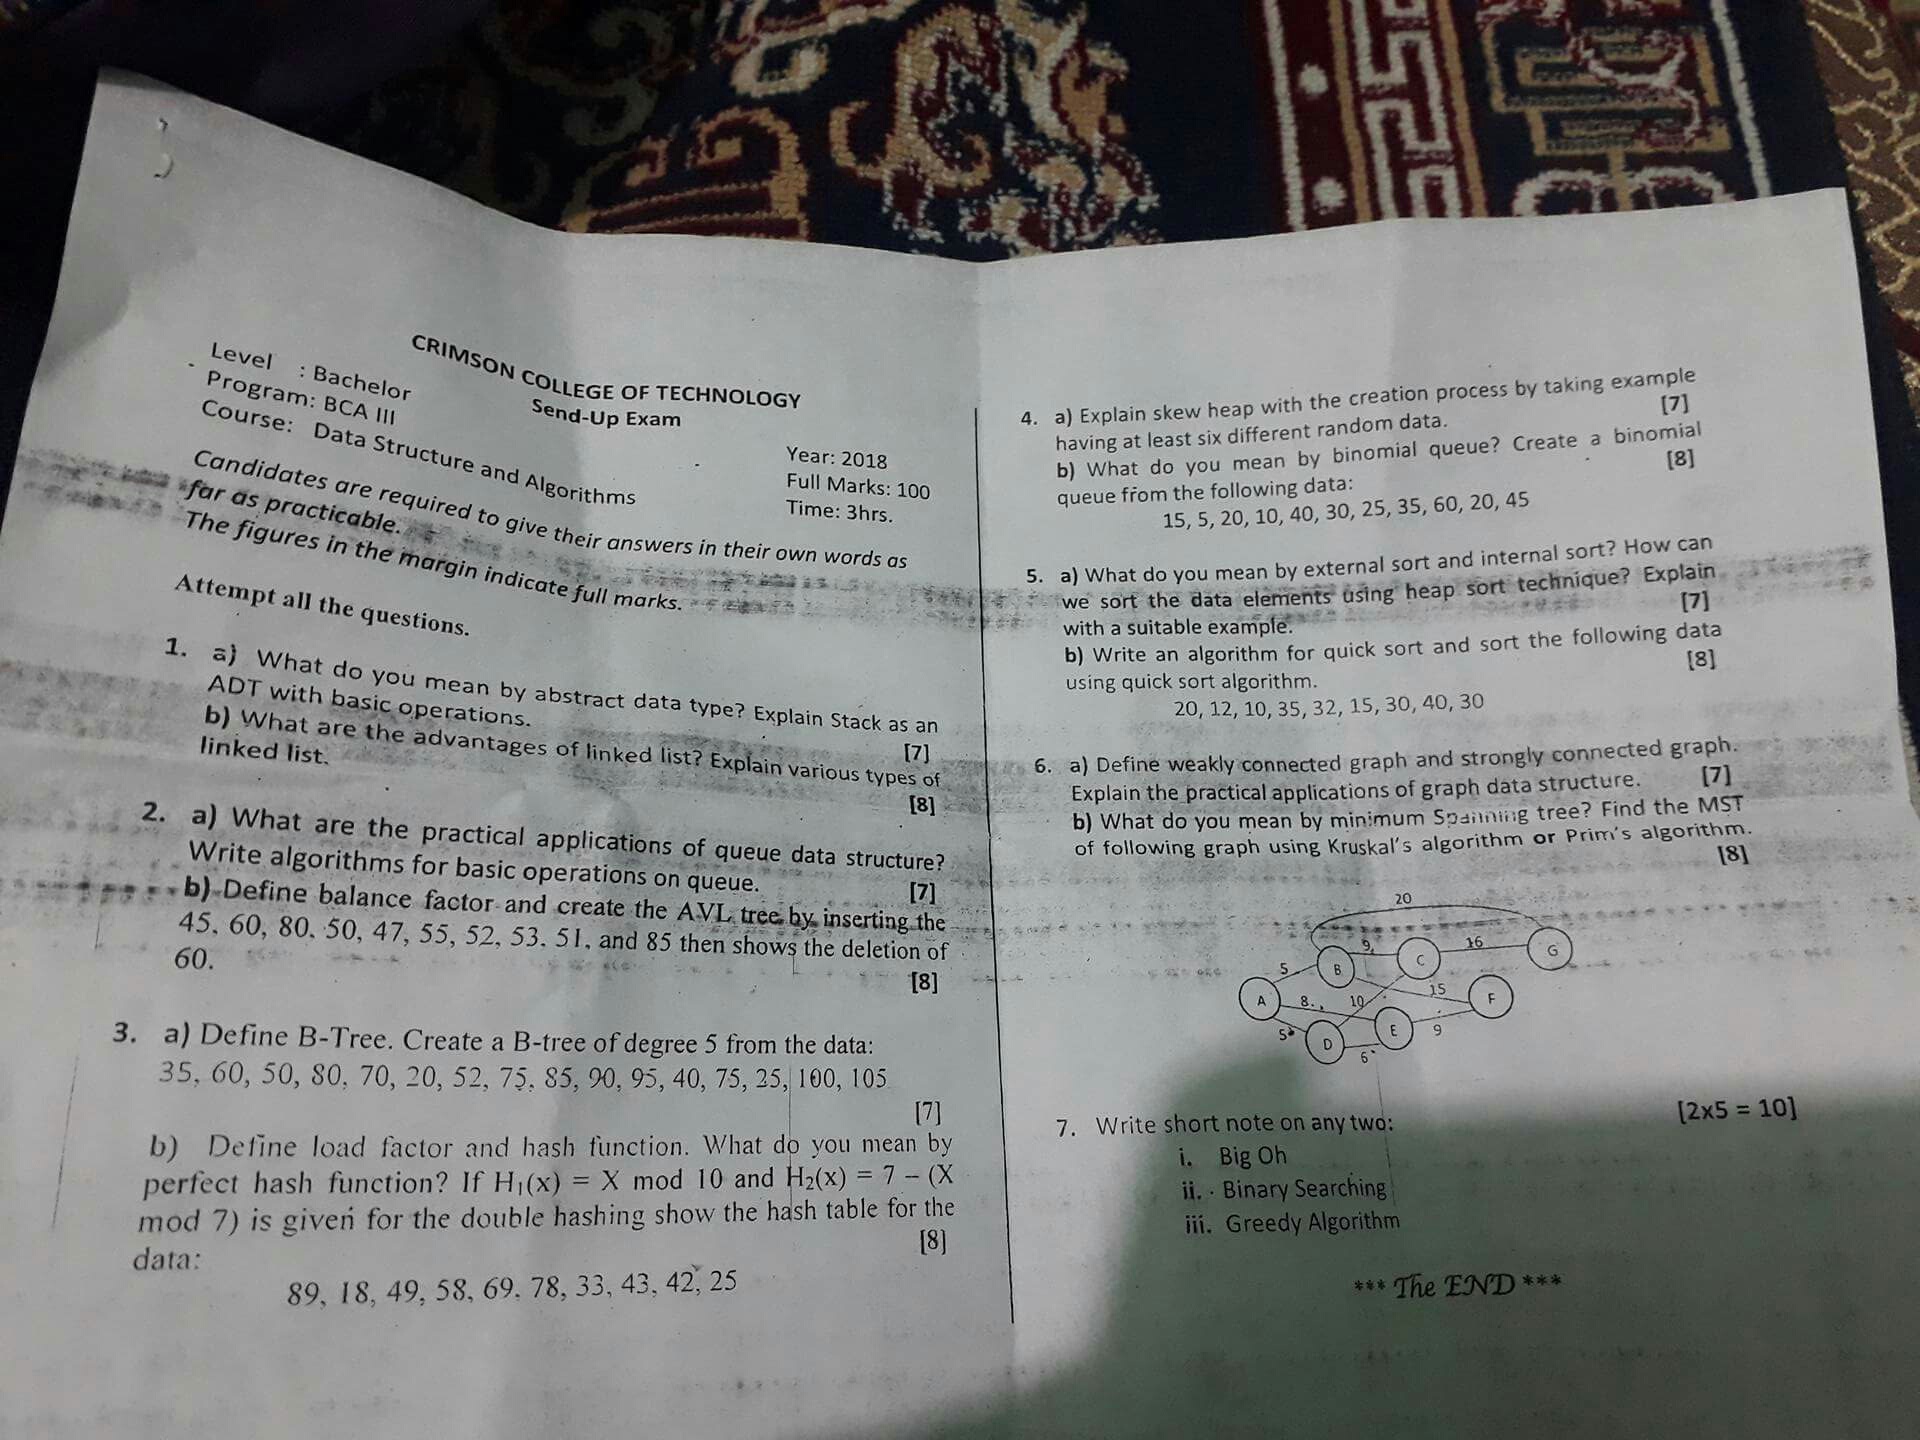 CRIMSON COLLEGE OF TECHNOLOGY
Send-Up Exam
Level : Bachelor
Program: BCA III
Course: Data Structure and Algorithms
Year: 2018
Full Marks: 100
Time: 3hrs.
Candidates are required to give their answers in their own words as
far as practicable.
The figures in the margin indicate full marks.
Attempt all the questions.
1. a) What do you mean by abstract data type? Explain Stack as an
ADT with basic operations. [7]
b) What are the advantages of linked list? Explain various types of
linked list. [8]
2. a) What are the practical applications of queue data structure?
Write algorithms for basic operations on queue. [7]
b) Define balance factor and create the AVL tree by inserting the
45, 60, 80, 50, 47, 55, 52, 53, 51, and 85 then shows the deletion of
60. [8]
3. a) Define B-Tree. Create a B-tree of degree 5 from the data:
35, 60, 50, 80, 70, 20, 52, 75, 85, 90, 95, 40, 75, 25, 100, 105
[7]
b) Define load factor and hash function. What do you mean by
perfect hash function? If H₁(x) = X mod 10 and H₂(x) = 7 – (X
mod 7) is given for the double hashing show the hash table for the
data: [8]
89, 18, 49, 58, 69, 78, 33, 43, 42, 25
4. a) Explain skew heap with the creation process by taking example
having at least six different random data. [7]
b) What do you mean by binomial queue? Create a binomial
queue from the following data: [8]
15, 5, 20, 10, 40, 30, 25, 35, 60, 20, 45
5. a) What do you mean by external sort and internal sort? How can
we sort the data elements using heap sort technique? Explain
with a suitable example. [7]
b) Write an algorithm for quick sort and sort the following data
using quick sort algorithm. [8]
20, 12, 10, 35, 32, 15, 30, 40, 30
6. a) Define weakly connected graph and strongly connected graph.
Explain the practical applications of graph data structure. [7]
b) What do you mean by minimum Spanning tree? Find the MST
of following graph using Kruskal's algorithm or Prim's algorithm.
[8]
20
9 16
B C G
5
A 8 10 15 F
5 D E 9
6
7. Write short note on any two: [2x5 = 10]
i. Big Oh
ii. Binary Searching
iii. Greedy Algorithm
*** The END ***